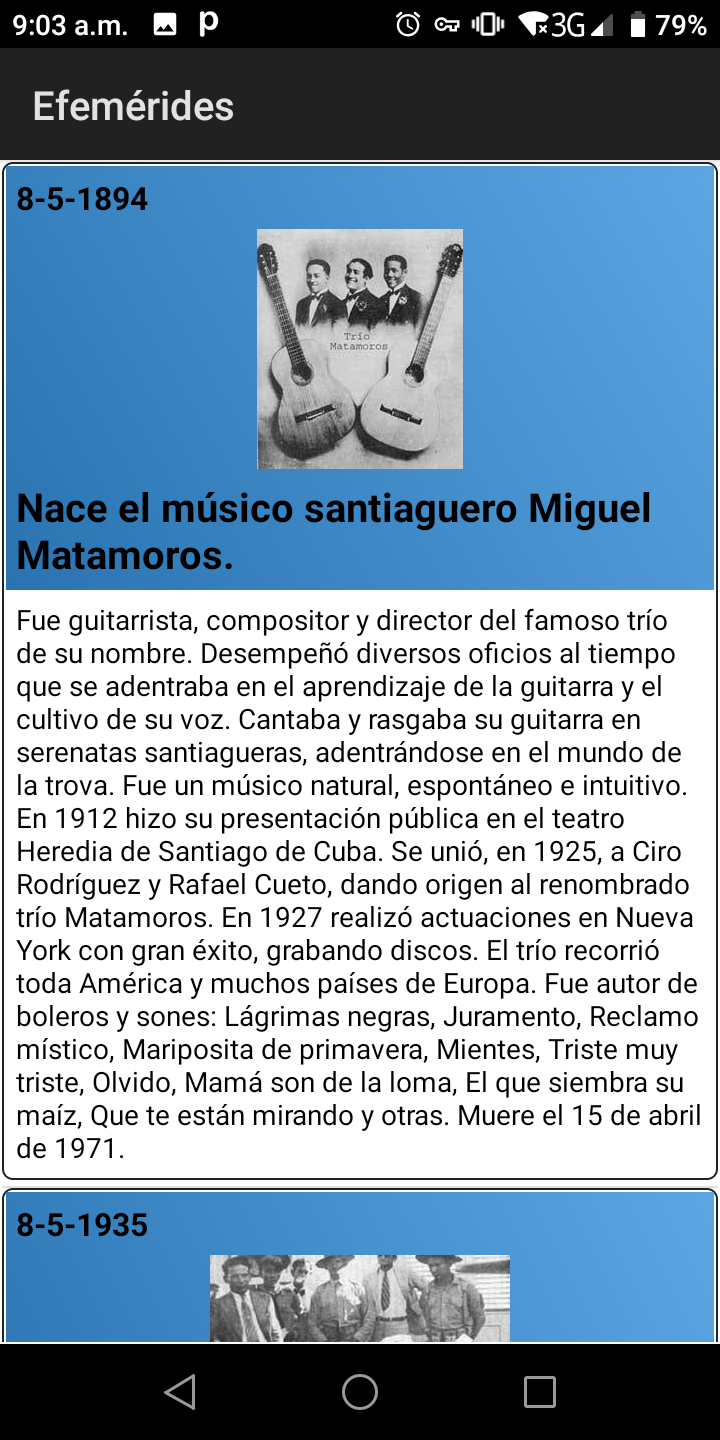 9:03 a.m. 3G 79%
Efemérides
8-5-1894
Trío
Matamoros
Nace el músico santiaguero Miguel
Matamoros.
Fue guitarrista, compositor y director del famoso trío
de su nombre. Desempeñó diversos oficios al tiempo
que se adentraba en el aprendizaje de la guitarra y el
cultivo de su voz. Cantaba y rasgaba su guitarra en
serenatas santiagueras, adentrándose en el mundo de
la trova. Fue un músico natural, espontáneo e intuitivo.
En 1912 hizo su presentación pública en el teatro
Heredia de Santiago de Cuba. Se unió, en 1925, a Ciro
Rodríguez y Rafael Cueto, dando origen al renombrado
trío Matamoros. En 1927 realizó actuaciones en Nueva
York con gran éxito, grabando discos. El trío recorrió
toda América y muchos países de Europa. Fue autor de
boleros y sones: Lágrimas negras, Juramento, Reclamo
místico, Mariposita de primavera, Mientes, Triste muy
triste, Olvido, Mamá son de la loma, El que siembra su
maíz, Que te están mirando y otras. Muere el 15 de abril
de 1971.
8-5-1935